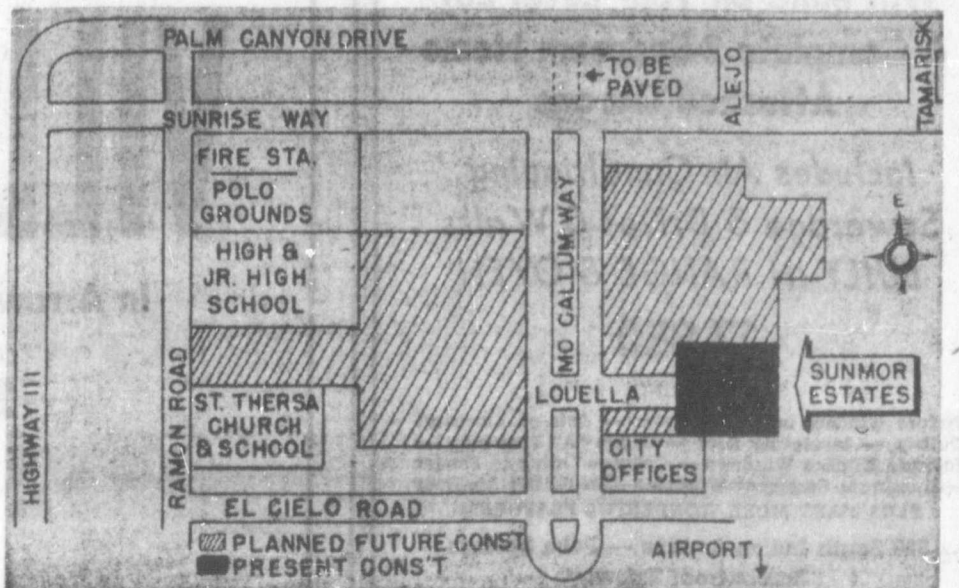 PALM CANYON DRIVE
TO BE
PAVED
ALEJO
TAMARISK
SUNRISE WAY
FIRE STA.
POLO
GROUNDS
HIGH &
JR. HIGH
SCHOOL
MC CALLUM WAY
E
HIGHWAY 111
RAMON ROAD
ST. THERSA
CHURCH
& SCHOOL
LOUELLA
SUNMOR
ESTATES
CITY
OFFICES
EL CIELO ROAD
PLANNED FUTURE CONST.
PRESENT CONS'T
AIRPORT